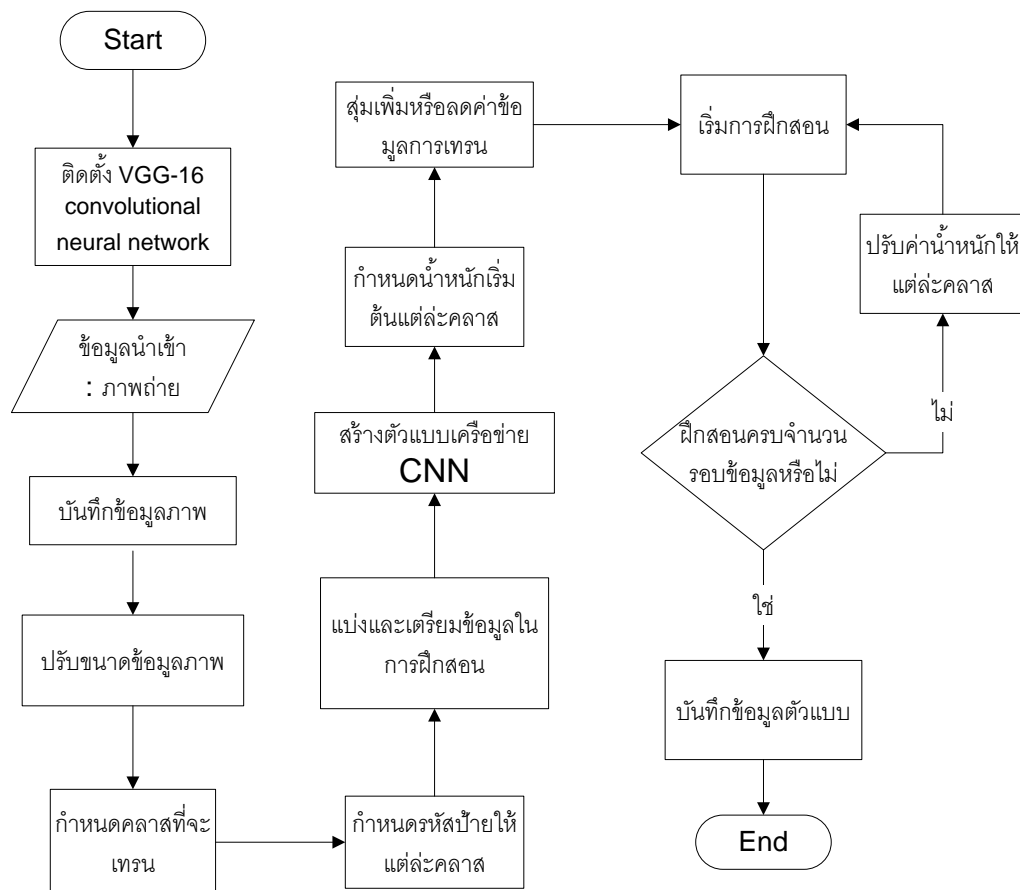 Start
ติดตั้ง VGG-16
convolutional
neural network
ข้อมูลนำเข้า
: ภาพถ่าย
บันทึกข้อมูลภาพ
ปรับขนาดข้อมูลภาพ
กำหนดคลาสที่จะ
เทรน
กำหนดรหัสป้ายให้
แต่ล่ะคลาส
แบ่งและเตรียมข้อมูลใน
การฝึกสอน
สร้างตัวแบบเครือข่าย
CNN
กำหนดน้ำหนักเริ่ม
ต้นแต่ล่ะคลาส
สุ่มเพิ่มหรือลดค่าข้อ
มูลการเทรน
เริ่มการฝึกสอน
ฝึกสอนครบจำนวน
รอบข้อมูลหรือไม่
ไม่
ปรับค่าน้ำหนักให้
แต่ล่ะคลาส
ใช่
บันทึกข้อมูลตัวแบบ
End